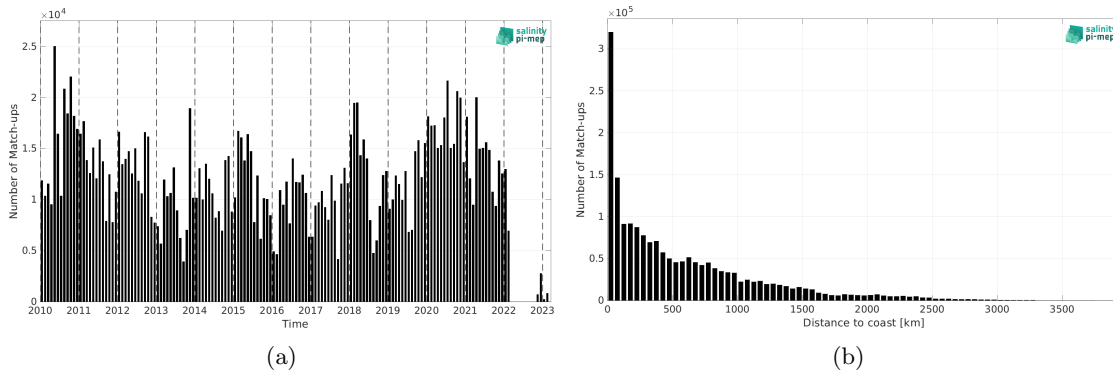 ×10⁴
salinity
pi-mep
2.5
2
1.5
1
0.5
0
Number of Match-ups
2010 2011 2012 2013 2014 2015 2016 2017 2018 2019 2020 2021 2022 2023
Time
(a)
×10⁵
salinity
pi-mep
3
2.5
2
1.5
1
0.5
0
Number of Match-ups
0 500 1000 1500 2000 2500 3000 3500
Distance to coast [km]
(b)